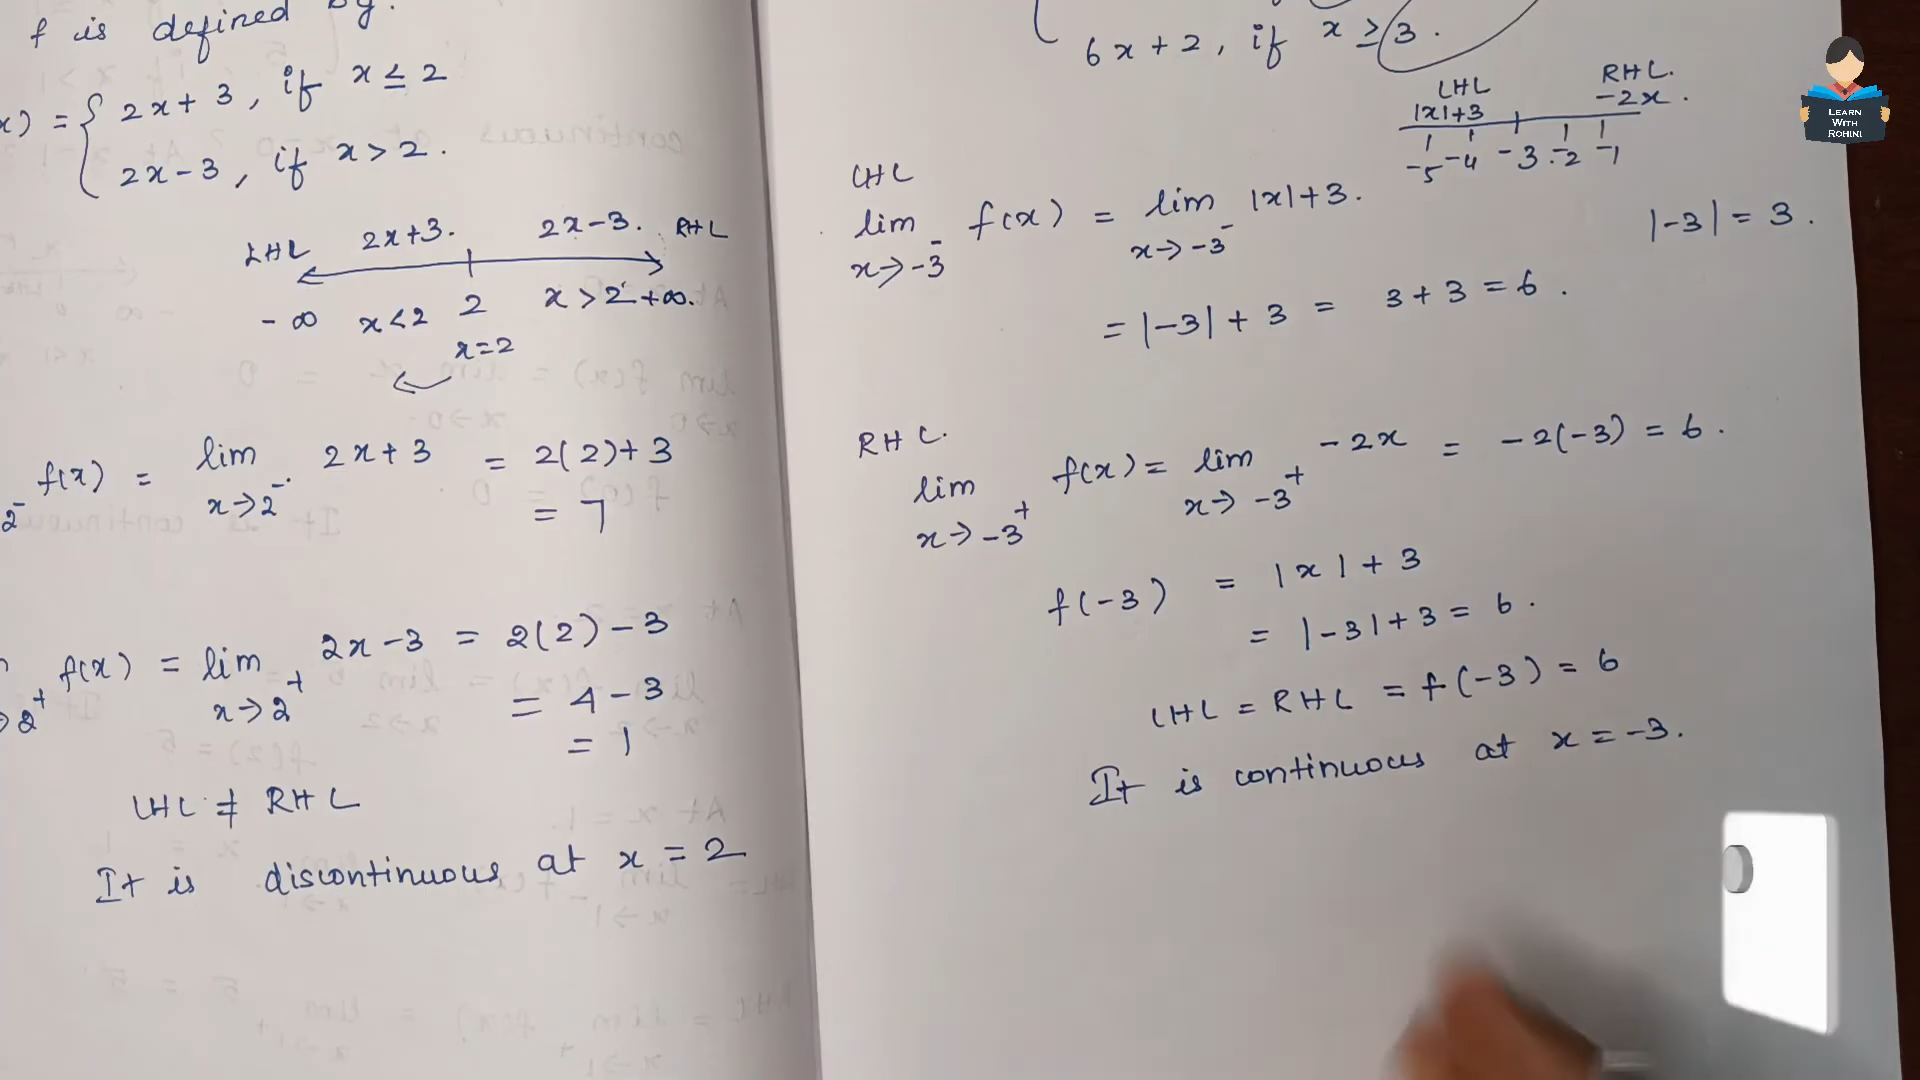 f is defined by.
x) = { 2x+3, if x ≤ 2
2x-3, if x > 2.
LHL 2x+3. 2x-3. RHL
-∞ x<2 2 x>2 +∞.
x=2
f(x) = lim 2x+3 = 2(2)+3
2⁻ x→2⁻ = 7
f(x) = lim 2x-3 = 2(2)-3
→2⁺ x→2⁺ = 4-3
= 1
LHL ≠ RHL
It is discontinuous at x = 2
6x+2, if x ≥ 3.
LHL RHL.
|x|+3 -2x.
-5 -4 -3 -2 -1
LHL
lim f(x) = lim |x|+3.
x→-3⁻ x→-3⁻
|-3| = 3.
= |-3|+3 = 3+3 = 6.
RHL.
lim f(x) = lim -2x = -2(-3) = 6.
x→-3⁺ x→-3⁺
f(-3) = |x|+3
= |-3|+3 = 6.
LHL = RHL = f(-3) = 6
It is continuous at x = -3.
LEARN
WITH
ROHINI